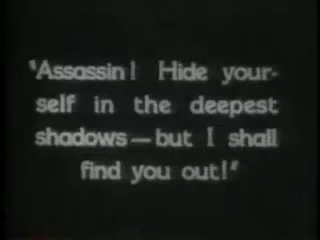 "Assassin! Hide your-
self in the deepest
shadows—but I shall
find you out!"